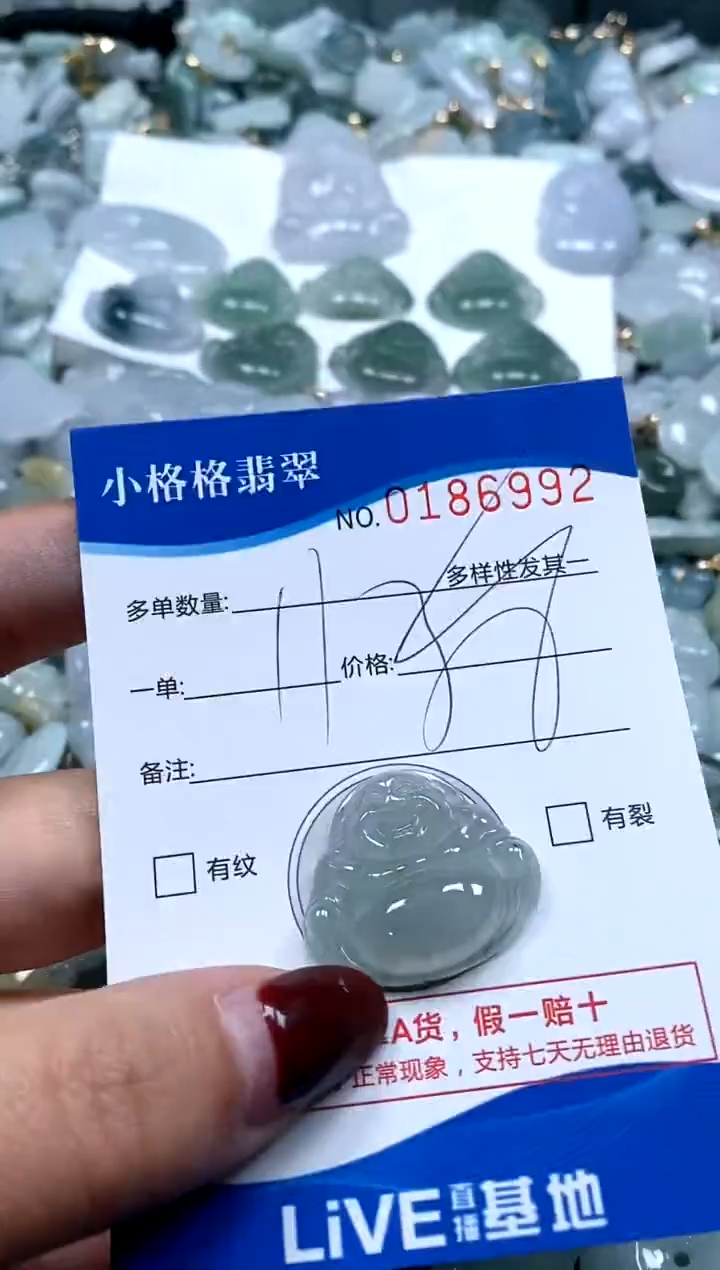 小格格翡翠
NO.0186992
多单数量: 多样性发其一
一单: 价格:
备注:
有纹 有裂
A货，假一赔十
正常现象，支持七天无理由退货
LiVE直播基地